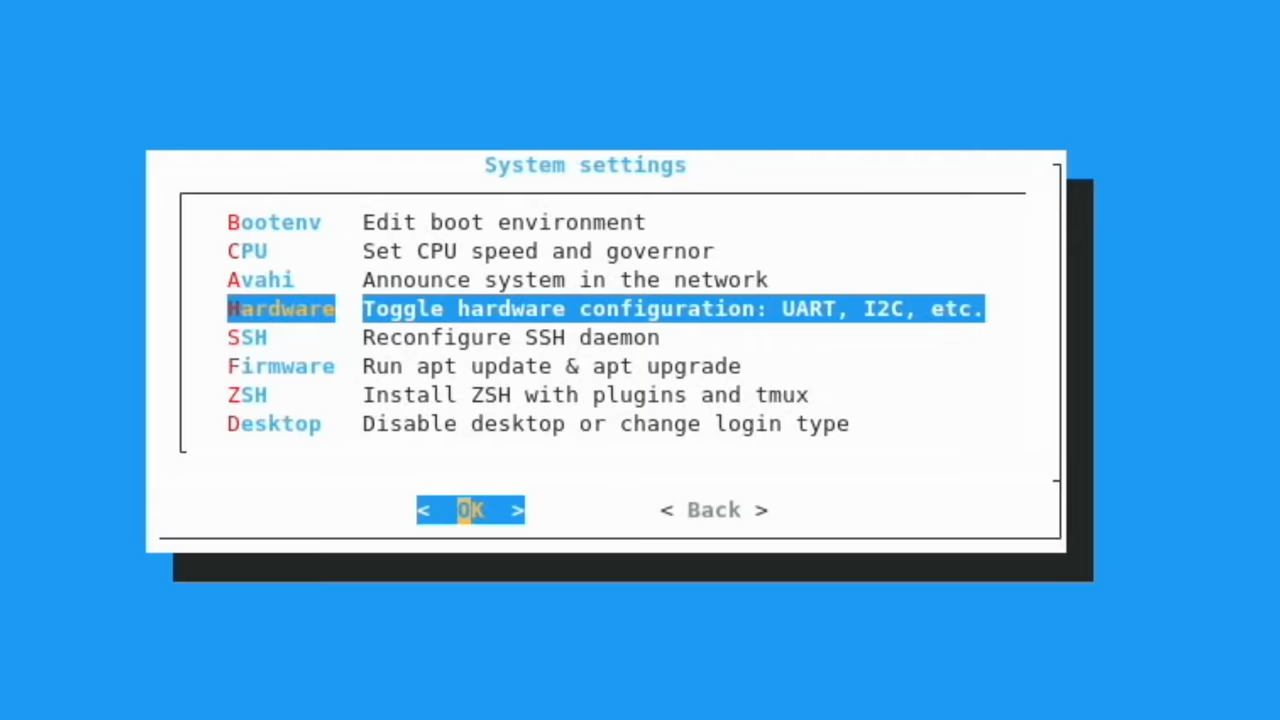 System settings
Bootenv Edit boot environment
CPU Set CPU speed and governor
Avahi Announce system in the network
Hardware Toggle hardware configuration: UART, I2C, etc.
SSH Reconfigure SSH daemon
Firmware Run apt update & apt upgrade
ZSH Install ZSH with plugins and tmux
Desktop Disable desktop or change login type
< OK > < Back >